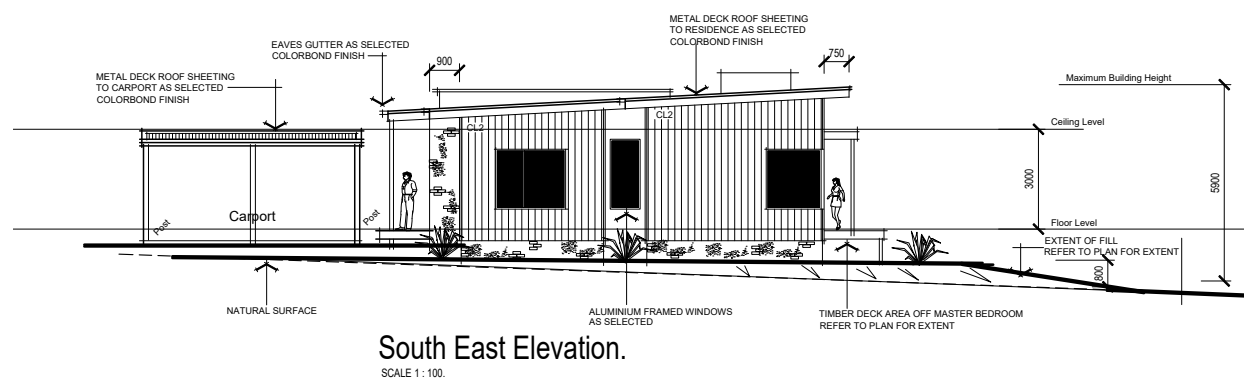 METAL DECK ROOF SHEETING
TO RESIDENCE AS SELECTED
COLORBOND FINISH
EAVES GUTTER AS SELECTED
COLORBOND FINISH
900
750
METAL DECK ROOF SHEETING
TO CARPORT AS SELECTED
COLORBOND FINISH
Maximum Building Height
CL2
CL2
Ceiling Level
3000
5900
Post
Carport
Post
Floor Level
EXTENT OF FILL
REFER TO PLAN FOR EXTENT
800
NATURAL SURFACE
ALUMINIUM FRAMED WINDOWS
AS SELECTED
TIMBER DECK AREA OFF MASTER BEDROOM
REFER TO PLAN FOR EXTENT
South East Elevation.
SCALE 1 : 100.